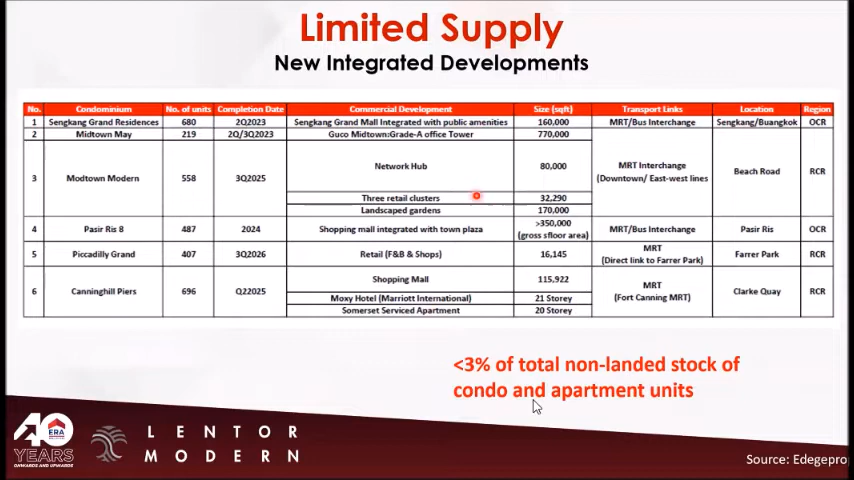 Limited Supply
New Integrated Developments
No. Condominium No. of units Completion Date Commercial Development Size (sqft) Transport Links Location Region
1 Sengkang Grand Residences 680 2Q2023 Sengkang Grand Mall Integrated with public amenities 160,000 MRT/Bus Interchange Sengkang/Buangkok OCR
2 Midtown May 219 2Q/3Q2023 Guco Midtown:Grade-A office Tower 770,000
3 Modtown Modern 558 3Q2025 Network Hub 80,000 MRT Interchange
(Downtown/ East-west lines) Beach Road RCR
Three retail clusters 32,290
Landscaped gardens 170,000
4 Pasir Ris 8 487 2024 Shopping mall integrated with town plaza >350,000
(gross sfloor area) MRT/Bus Interchange Pasir Ris OCR
5 Piccadilly Grand 407 3Q2026 Retail (F&B & Shops) 16,145 MRT
(Direct link to Farrer Park) Farrer Park RCR
6 Canninghill Piers 696 Q22025 Shopping Mall 115,922 MRT
(Fort Canning MRT) Clarke Quay RCR
Moxy Hotel (Marriott International) 21 Storey
Somerset Serviced Apartment 20 Storey
<3% of total non-landed stock of
condo and apartment units
40
ERA
YEARS
ONWARDS AND UPWARDS
LENTOR
MODERN
Source: Edegepro